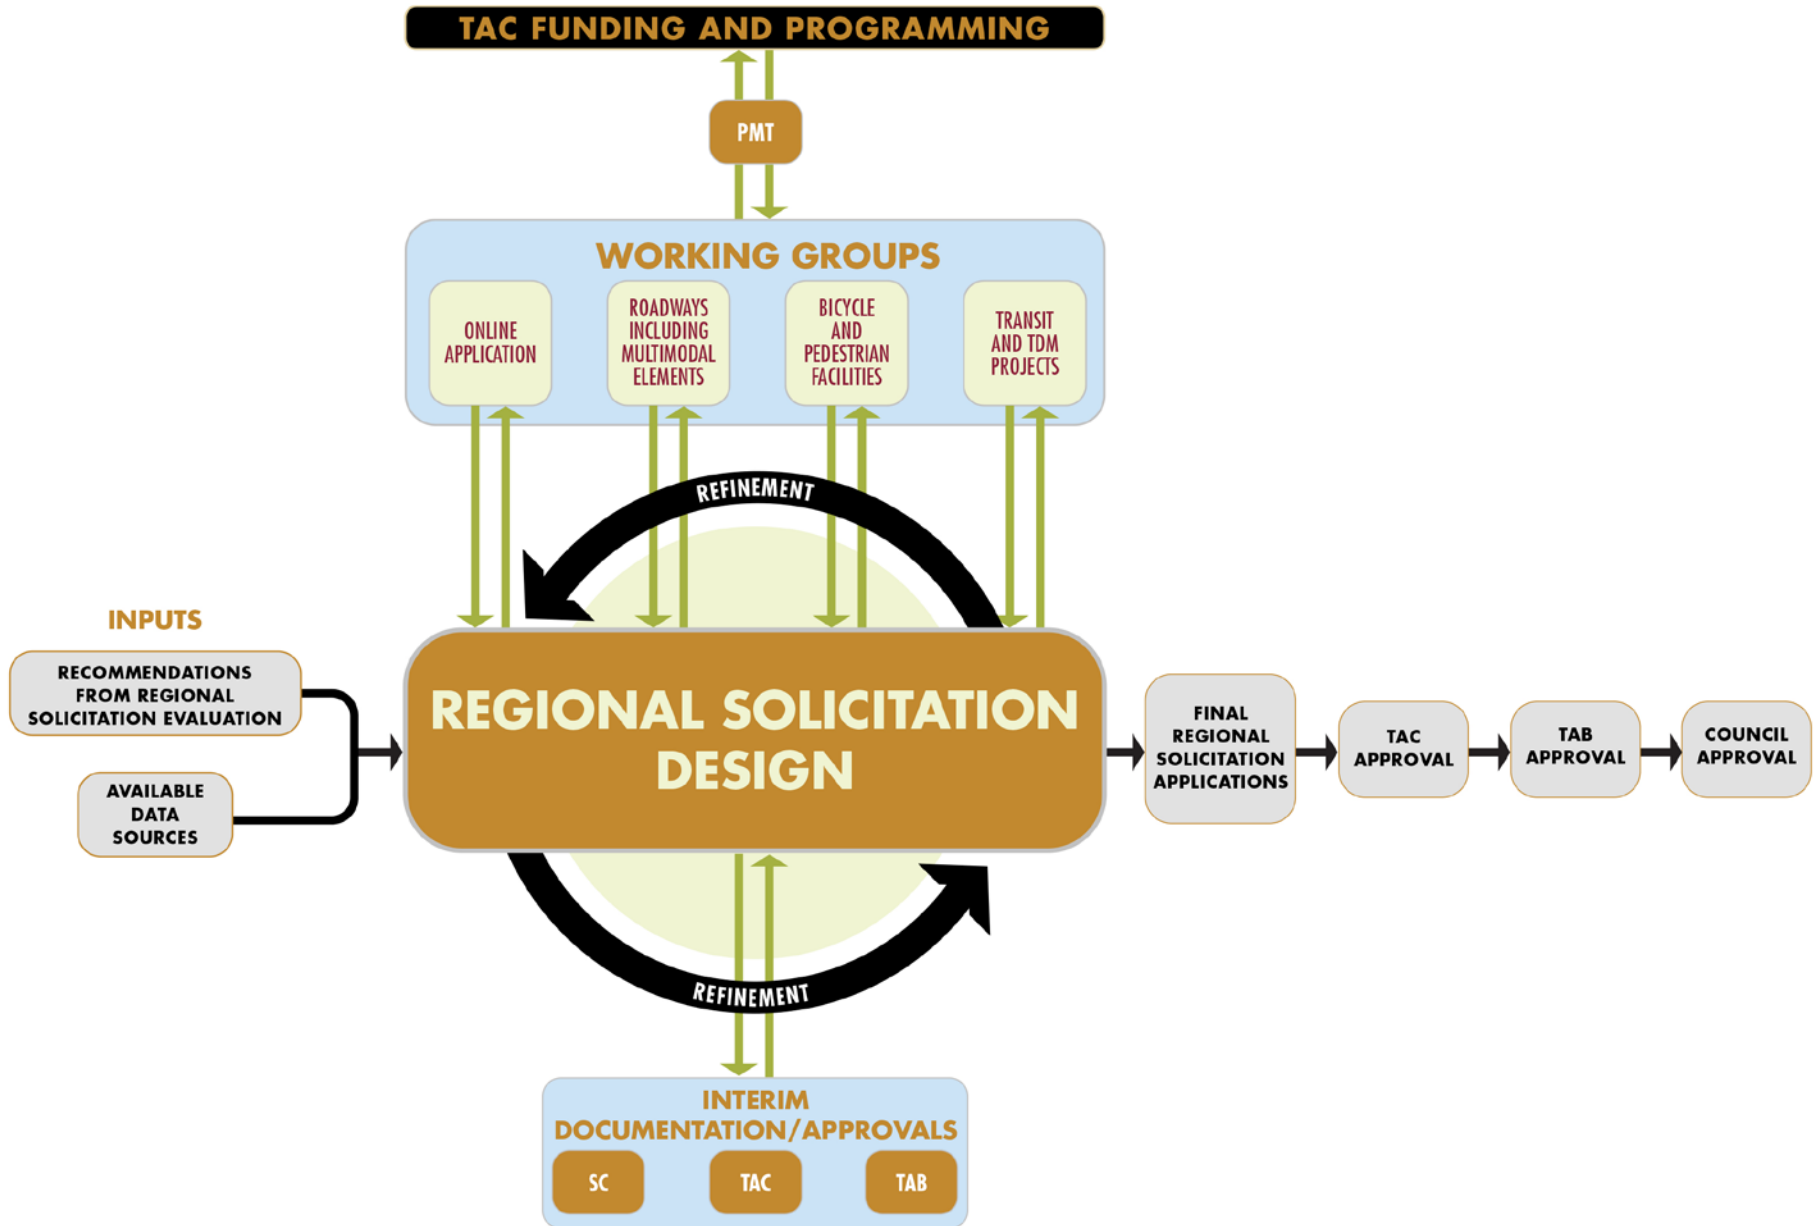 TAC FUNDING AND PROGRAMMING
PMT
WORKING GROUPS
ONLINE
APPLICATION
ROADWAYS
INCLUDING
MULTIMODAL
ELEMENTS
BICYCLE
AND
PEDESTRIAN
FACILITIES
TRANSIT
AND TDM
PROJECTS
REFINEMENT
INPUTS
RECOMMENDATIONS
FROM REGIONAL
SOLICITATION EVALUATION
AVAILABLE
DATA
SOURCES
REGIONAL SOLICITATION
DESIGN
FINAL
REGIONAL
SOLICITATION
APPLICATIONS
TAC
APPROVAL
TAB
APPROVAL
COUNCIL
APPROVAL
REFINEMENT
INTERIM
DOCUMENTATION/APPROVALS
SC
TAC
TAB